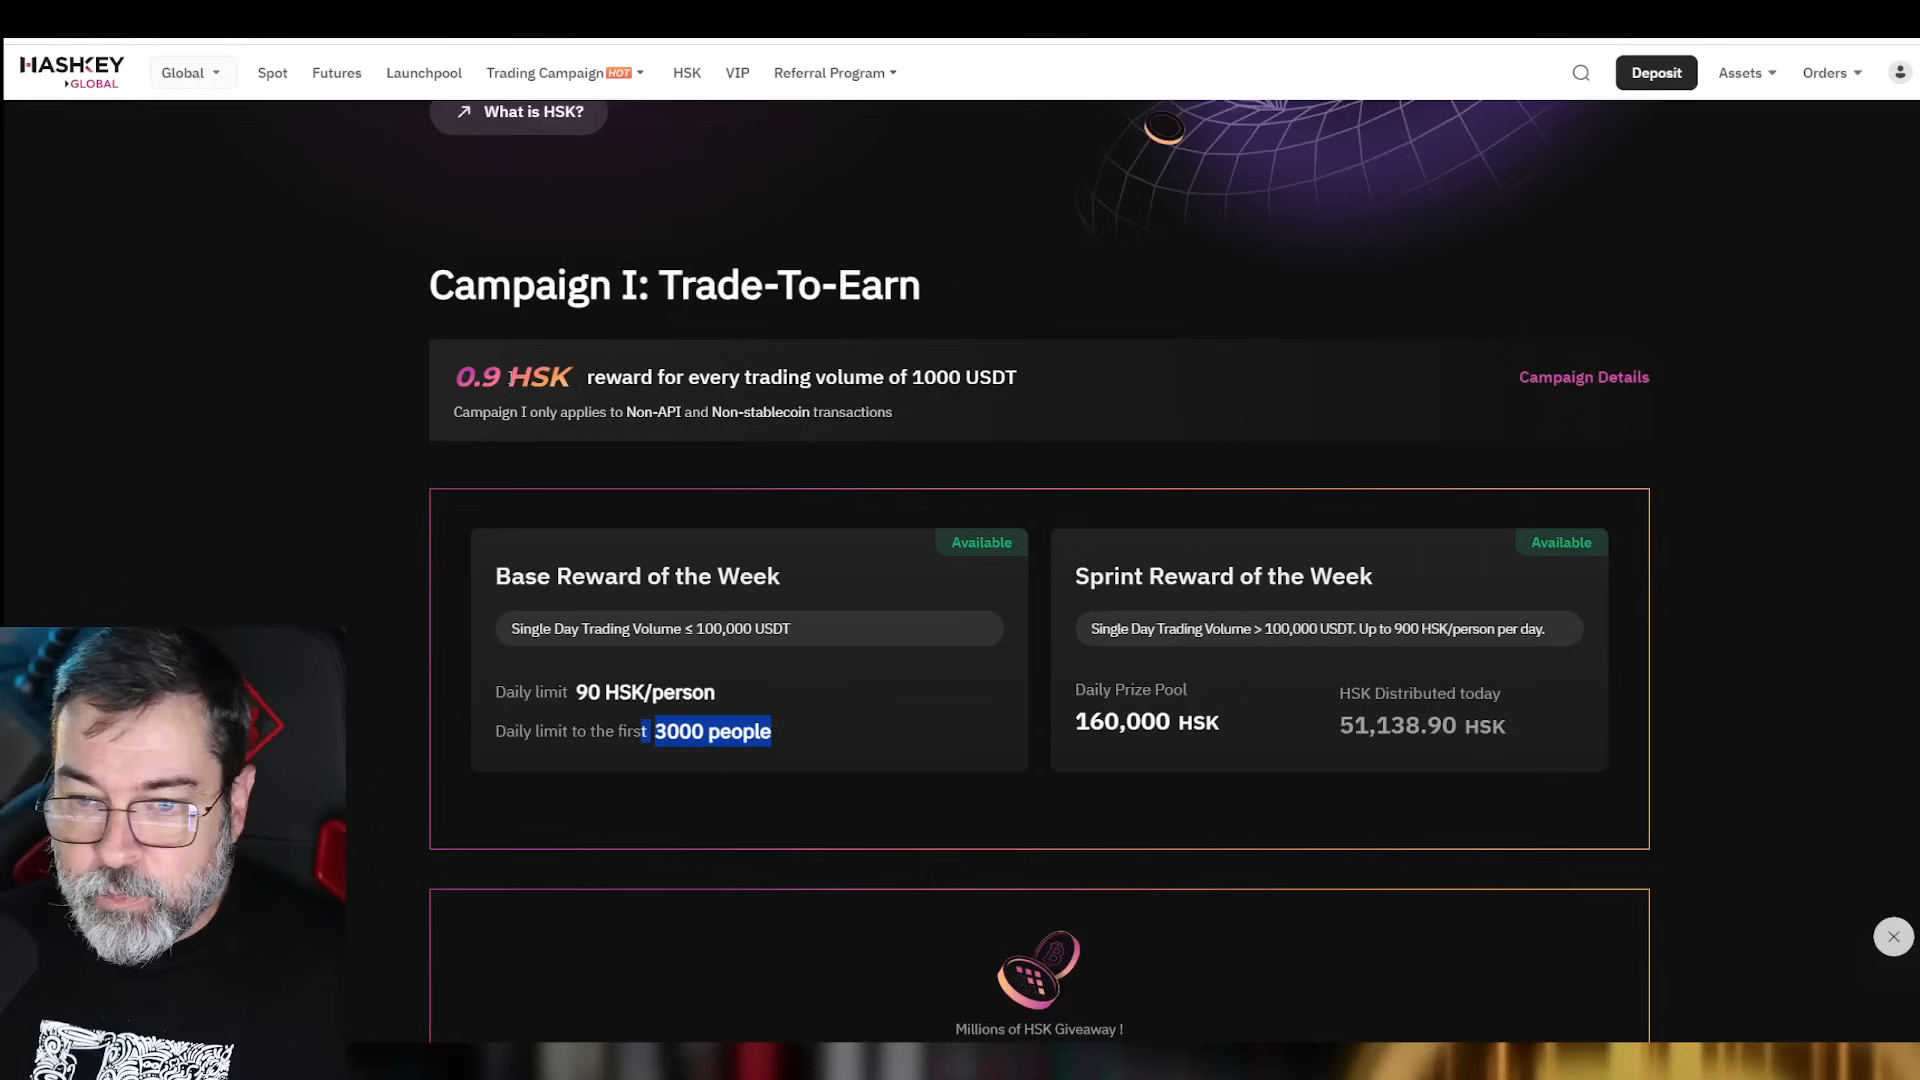 HASHKEY
GLOBAL
Global
Spot
Futures
Launchpool
Trading Campaign HOT
HSK
VIP
Referral Program
Deposit
Assets
Orders
What is HSK?
Campaign I: Trade-To-Earn
0.9 HSK reward for every trading volume of 1000 USDT
Campaign Details
Campaign I only applies to Non-API and Non-stablecoin transactions
Available
Base Reward of the Week
Single Day Trading Volume ≤ 100,000 USDT
Daily limit 90 HSK/person
Daily limit to the first 3000 people
Available
Sprint Reward of the Week
Single Day Trading Volume > 100,000 USDT. Up to 900 HSK/person per day.
Daily Prize Pool
160,000 HSK
HSK Distributed today
51,138.90 HSK
Millions of HSK Giveaway !